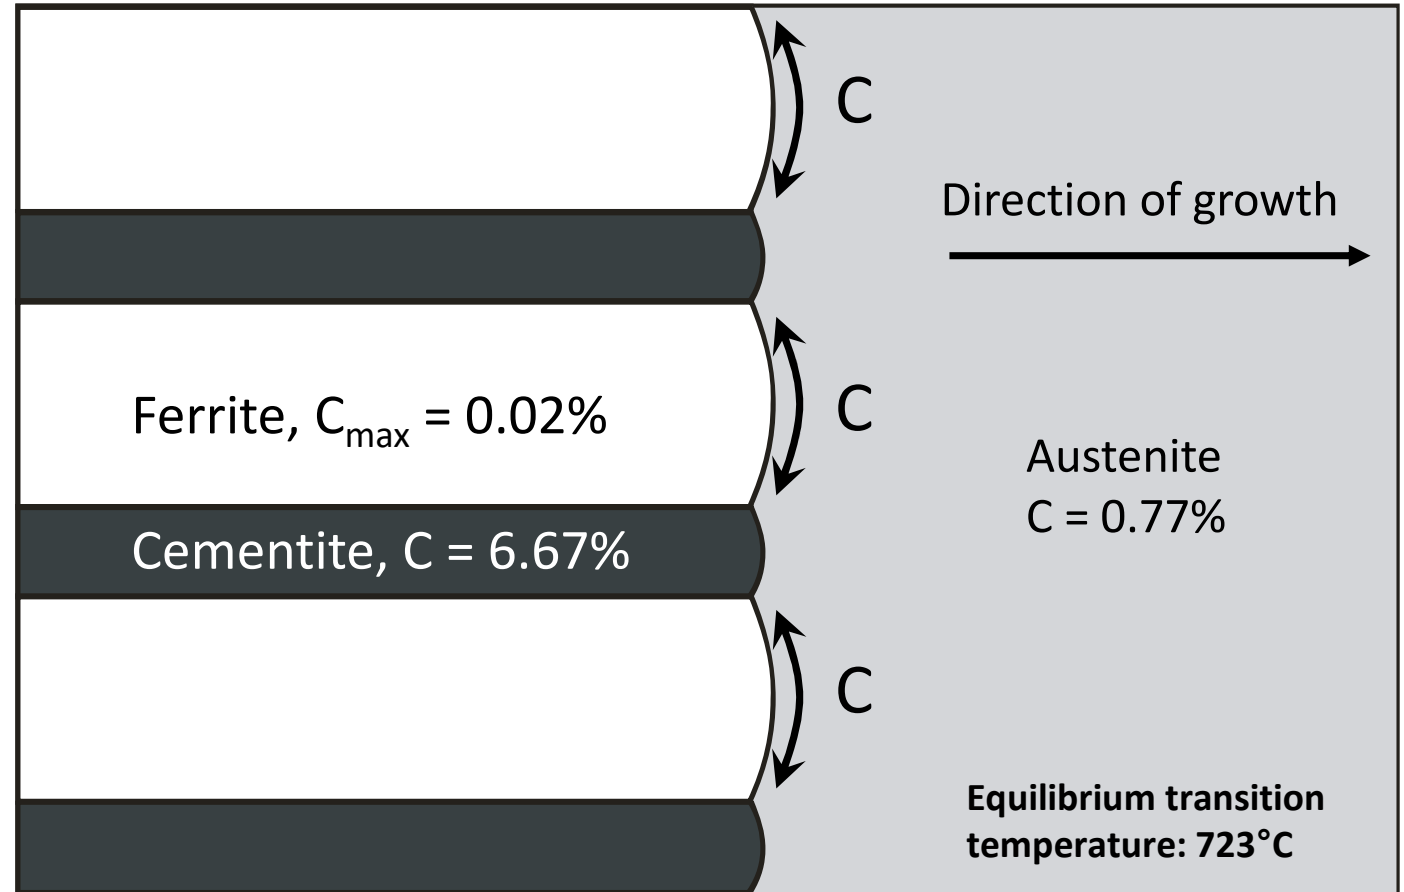 C
Direction of growth
Ferrite, Cmax = 0.02%
C
Austenite
C = 0.77%
Cementite, C = 6.67%
C
Equilibrium transition
temperature: 723°C